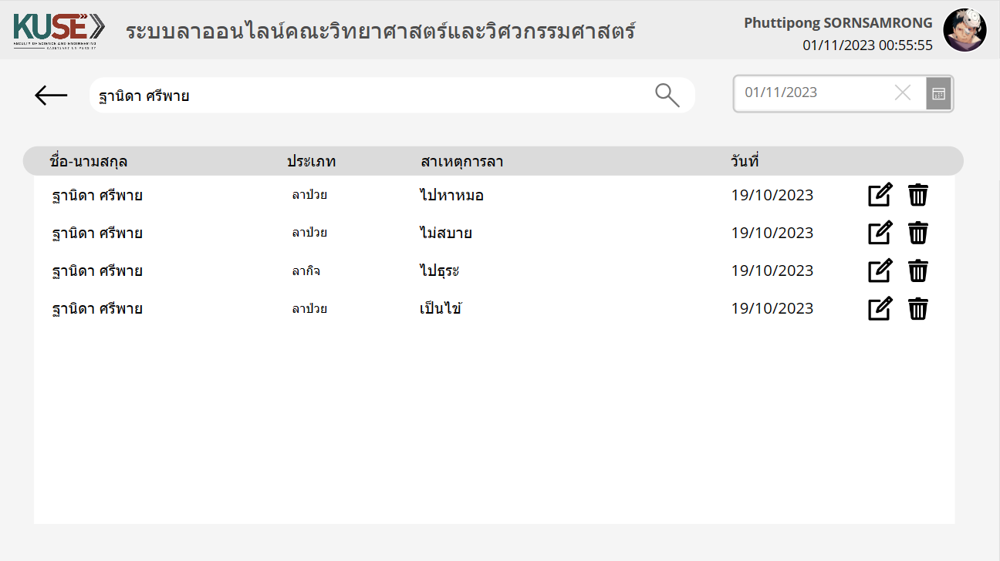 KUSE
FACULTY OF SCIENCE AND ENGINEERING
KASETSART UNIVERSITY
ระบบลาออนไลน์คณะวิทยาศาสตร์และวิศวกรรมศาสตร์
Phuttipong SORNSAMRONG
01/11/2023 00:55:55
ฐานิดา ศรีพาย
01/11/2023
ชื่อ-นามสกุล ประเภท สาเหตุการลา วันที่
ฐานิดา ศรีพาย ลาป่วย ไปหาหมอ 19/10/2023
ฐานิดา ศรีพาย ลาป่วย ไม่สบาย 19/10/2023
ฐานิดา ศรีพาย ลากิจ ไปธุระ 19/10/2023
ฐานิดา ศรีพาย ลาป่วย เป็นไข้ 19/10/2023